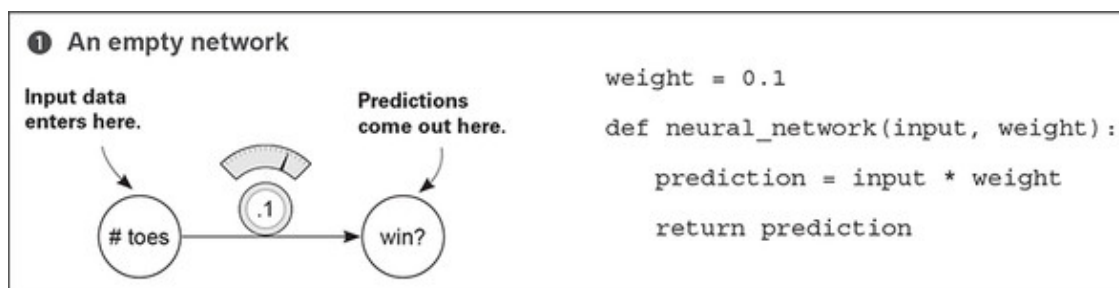 1 An empty network
Input data
enters here.
Predictions
come out here.
.1
# toes
win?
weight = 0.1
def neural_network(input, weight):
prediction = input * weight
return prediction